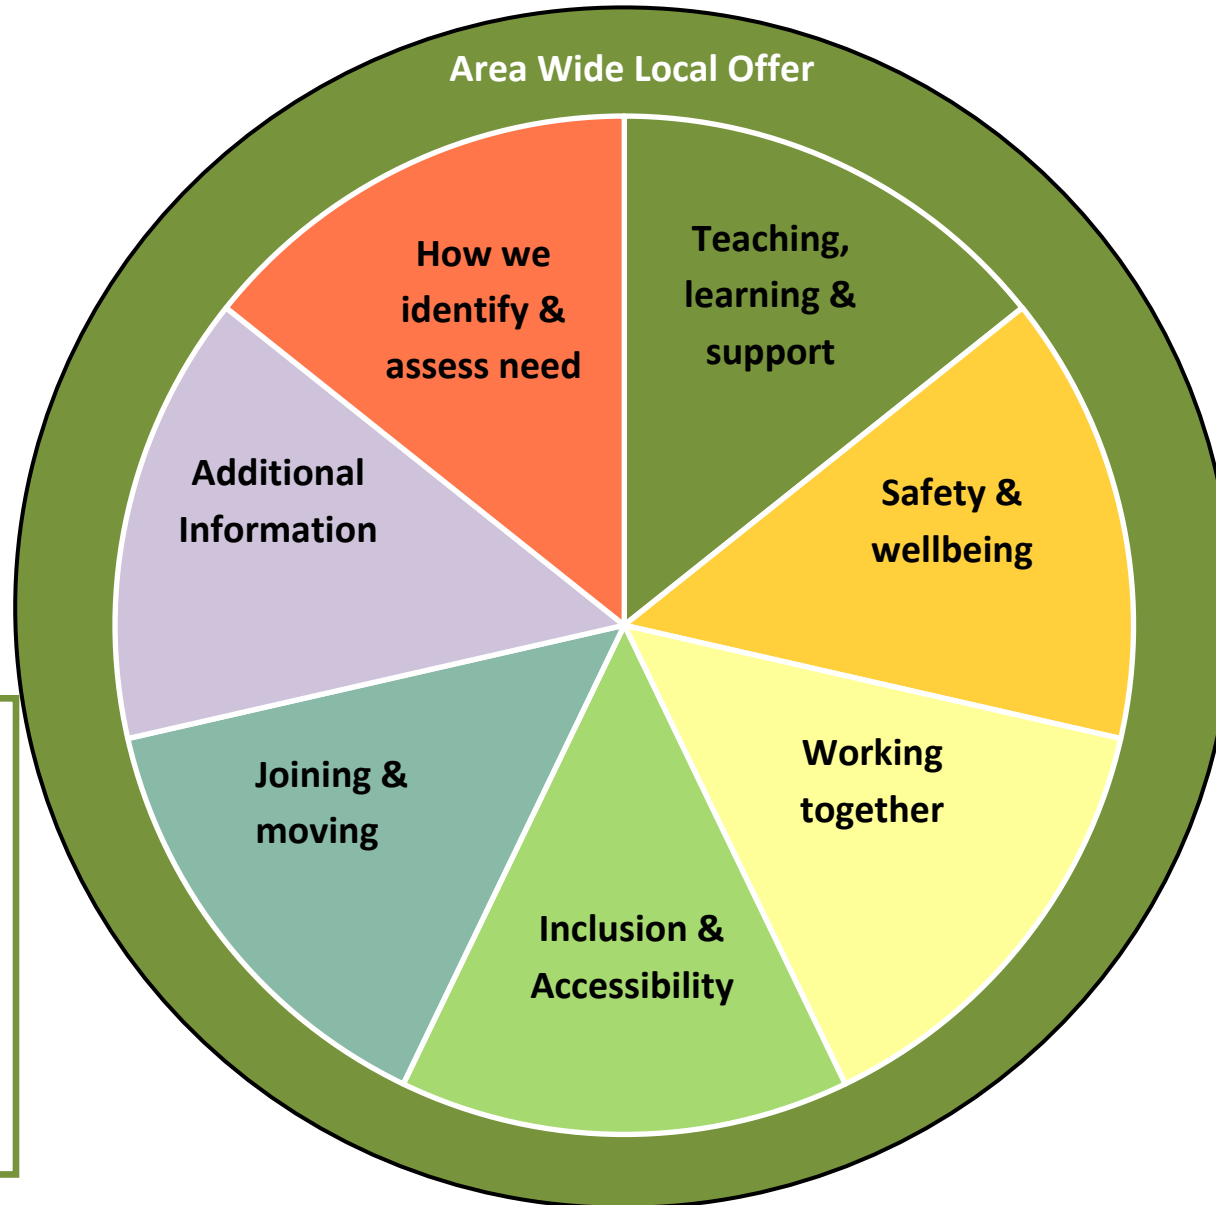 Area Wide Local Offer
How we
identify &
assess need
Teaching,
learning &
support
Additional
Information
Safety &
wellbeing
Joining &
moving
Working
together
Inclusion &
Accessibility